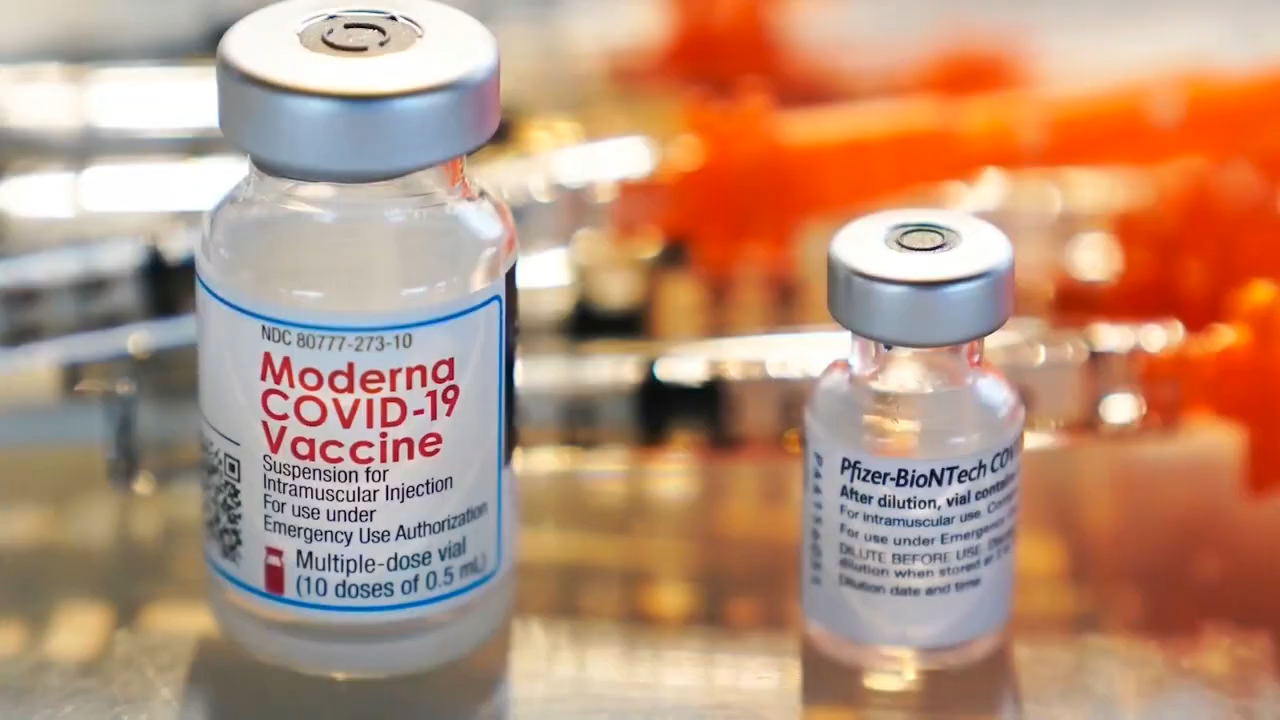 NDC 80777-273-10
Moderna
COVID-19
Vaccine
Suspension for
Intramuscular Injection
For use under
Emergency Use Authorization
Multiple-dose vial
(10 doses of 0.5 mL)
Pfizer-BioNTech
After dilution, vial
For intramuscular use.
For use under Emergency
DILUTE BEFORE USE.
dilution when stored at
Dilution date and time